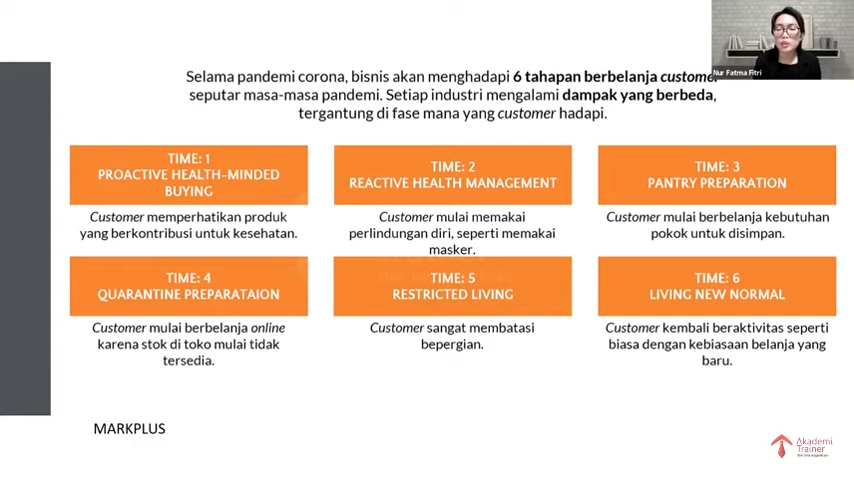 Nur Fatma Fitri
Selama pandemi corona, bisnis akan menghadapi 6 tahapan berbelanja customer
seputar masa-masa pandemi. Setiap industri mengalami dampak yang berbeda,
tergantung di fase mana yang customer hadapi.
TIME: 1
PROACTIVE HEALTH-MINDED
BUYING
Customer memperhatikan produk
yang berkontribusi untuk kesehatan.
TIME: 2
REACTIVE HEALTH MANAGEMENT
Customer mulai memakai
perlindungan diri, seperti memakai
masker.
TIME: 3
PANTRY PREPARATION
Customer mulai berbelanja kebutuhan
pokok untuk disimpan.
TIME: 4
QUARANTINE PREPARATAION
Customer mulai berbelanja online
karena stok di toko mulai tidak
tersedia.
TIME: 5
RESTRICTED LIVING
Customer sangat membatasi
bepergian.
TIME: 6
LIVING NEW NORMAL
Customer kembali beraktivitas seperti
biasa dengan kebiasaan belanja yang
baru.
MARKPLUS
Akademi
Trainer